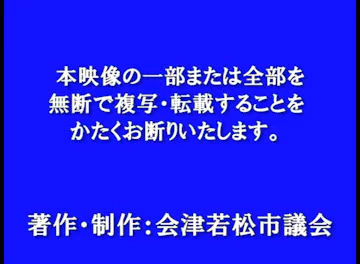 本映像の一部または全部を
無断で複写・転載することを
かたくお断りいたします。
著作・制作：会津若松市議会